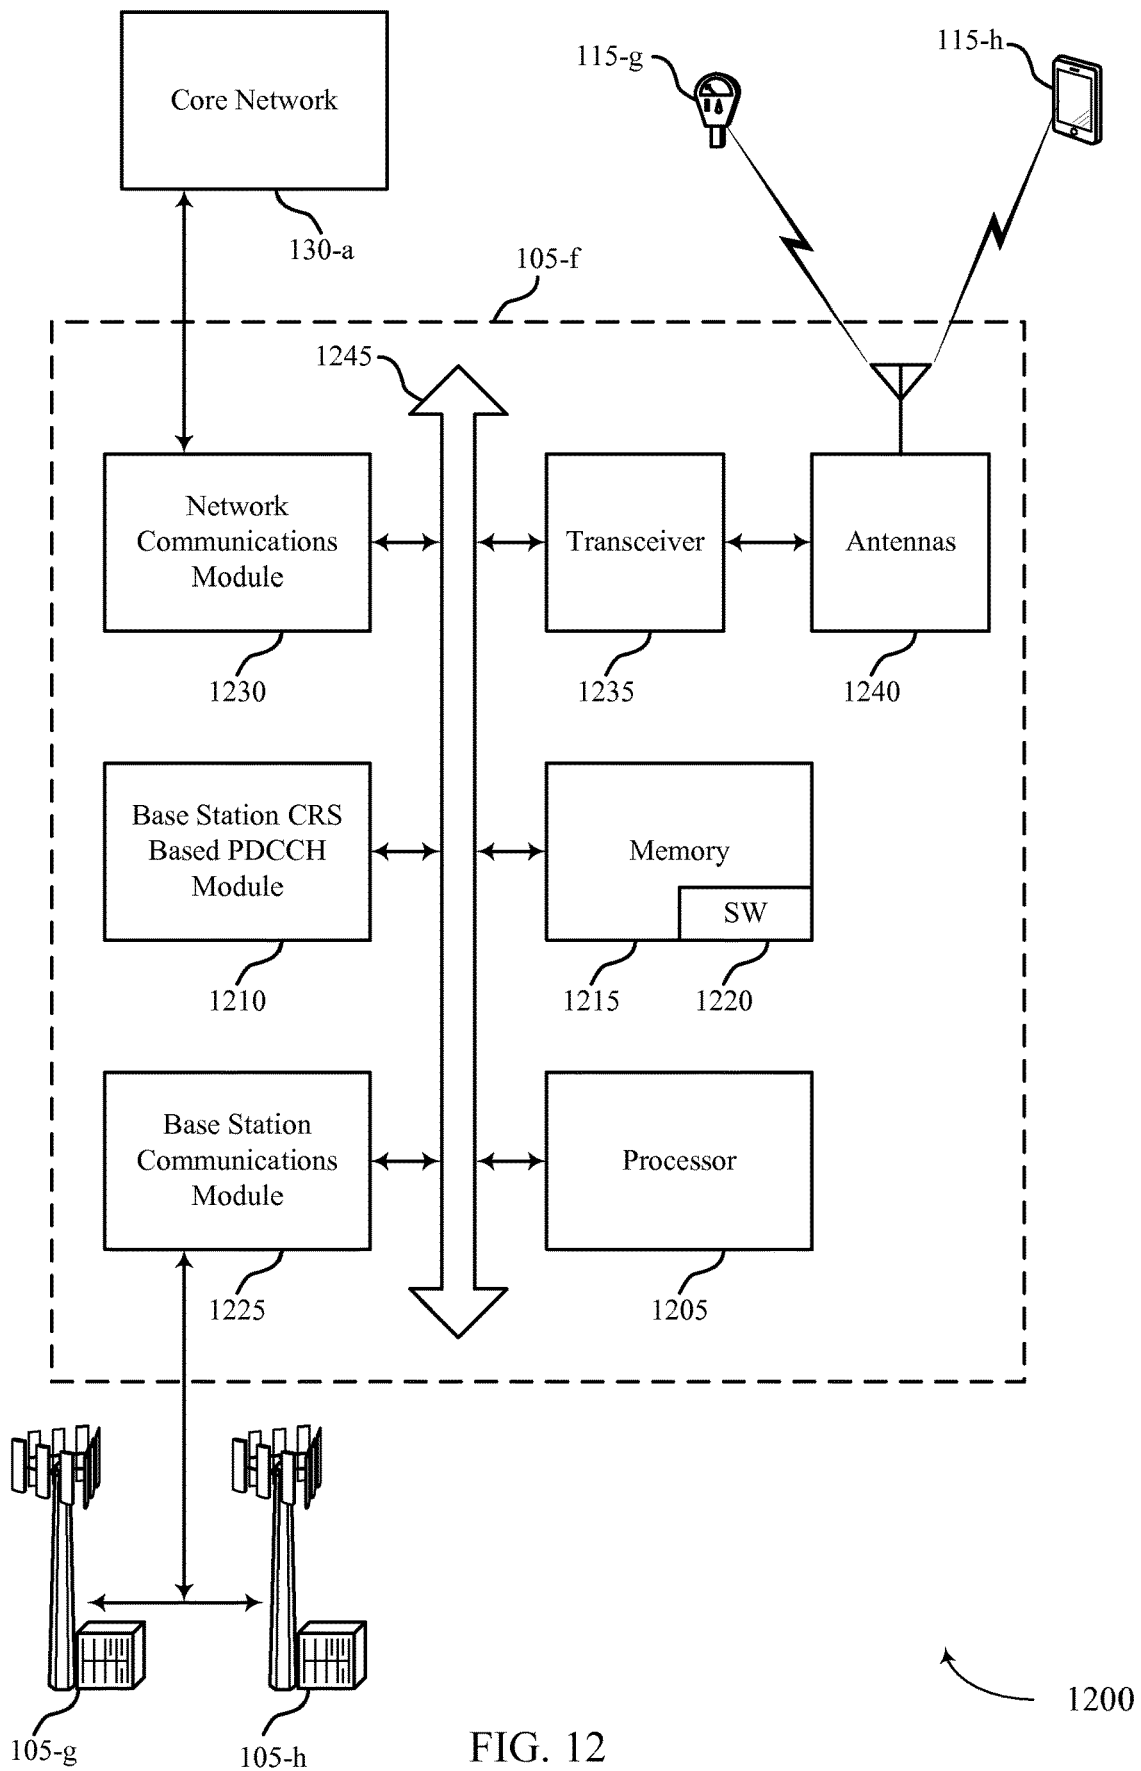 Core Network
130-a
115-g
115-h
105-f
1245
Network
Communications
Module
1230
Transceiver
1235
Antennas
1240
Base Station CRS
Based PDCCH
Module
1210
Memory
SW
1215
1220
Base Station
Communications
Module
1225
Processor
1205
105-g
105-h
1200
FIG. 12